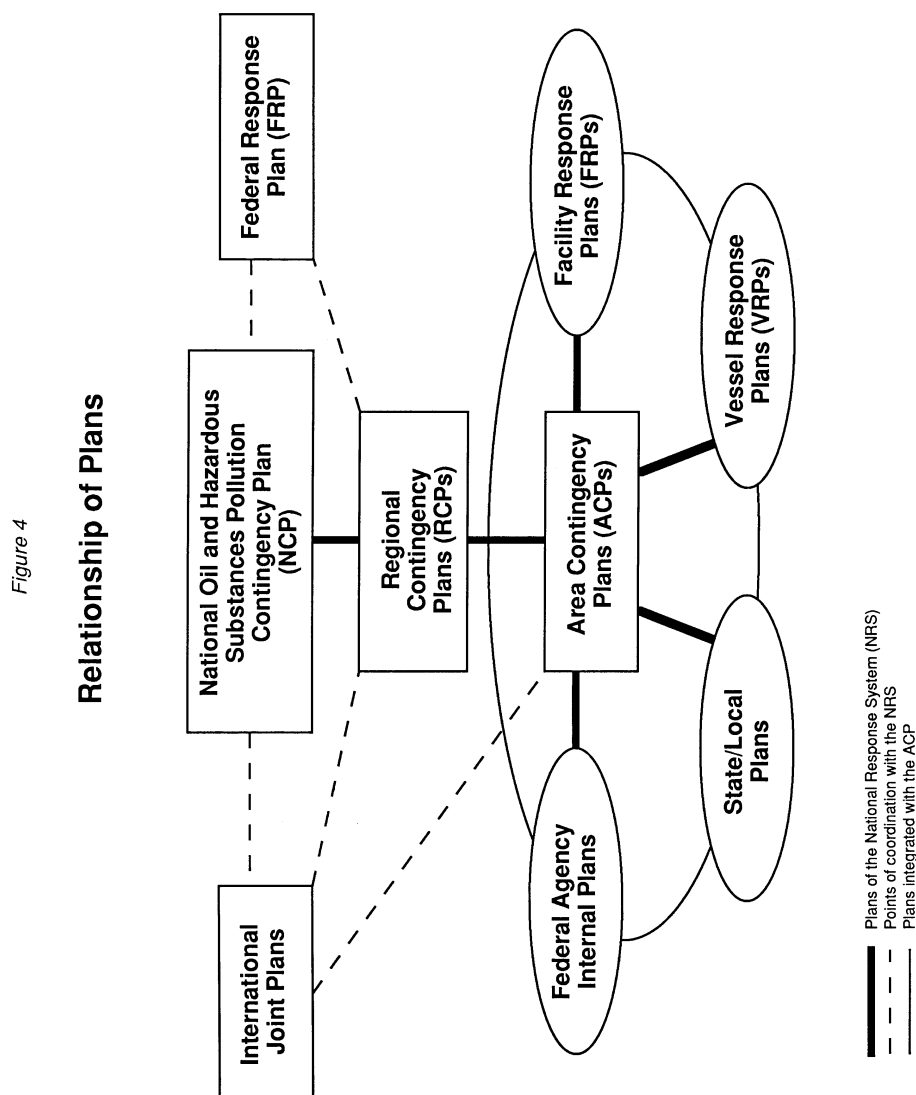 Figure 4
Relationship of Plans
International
Joint Plans
National Oil and Hazardous
Substances Pollution
Contingency Plan
(NCP)
Federal Response
Plan (FRP)
Regional
Contingency
Plans (RCPs)
Area Contingency
Plans (ACPs)
Federal Agency
Internal Plans
Facility Response
Plans (FRPs)
State/Local
Plans
Vessel Response
Plans (VRPs)
Plans of the National Response System (NRS)
Points of coordination with the NRS
Plans integrated with the ACP